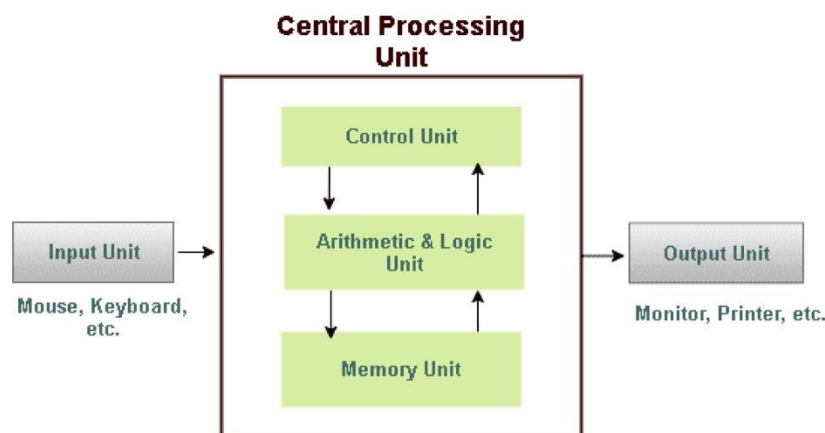 Central Processing
Unit
Control Unit
Input Unit
Mouse, Keyboard,
etc.
Arithmetic & Logic
Unit
Memory Unit
Output Unit
Monitor, Printer, etc.